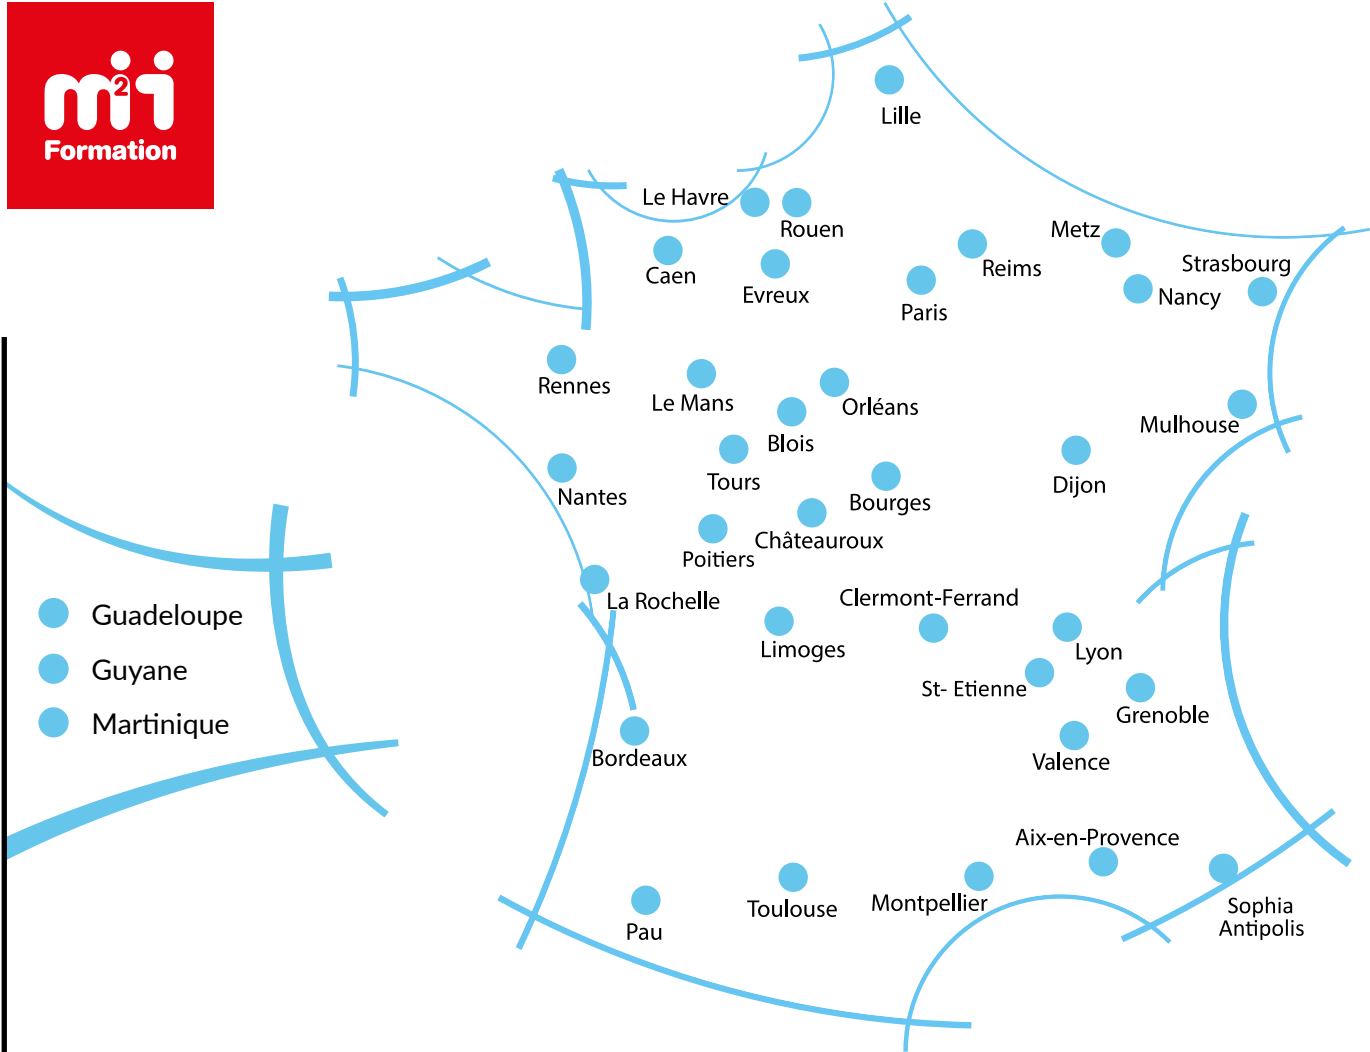 m2i
Formation
Lille
Le Havre
Rouen
Metz
Caen
Reims
Strasbourg
Evreux
Nancy
Paris
Rennes
Le Mans
Orléans
Mulhouse
Blois
Tours
Dijon
Nantes
Bourges
Châteauroux
Poitiers
La Rochelle
Clermont-Ferrand
Limoges
Lyon
St- Etienne
Grenoble
Bordeaux
Valence
Aix-en-Provence
Montpellier
Toulouse
Sophia
Antipolis
Pau
Guadeloupe
Guyane
Martinique